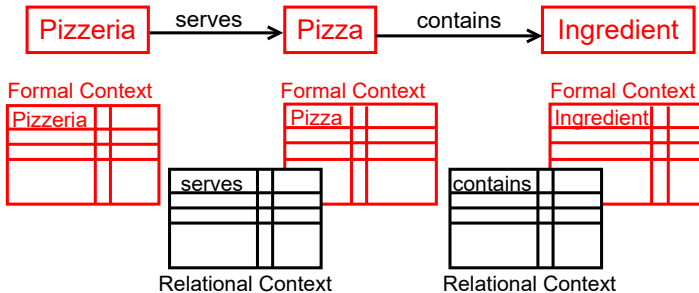 Pizzeria
serves
Pizza
contains
Ingredient
Formal Context
Formal Context
Formal Context
Pizzeria
Pizza
Ingredient
serves
contains
Relational Context
Relational Context